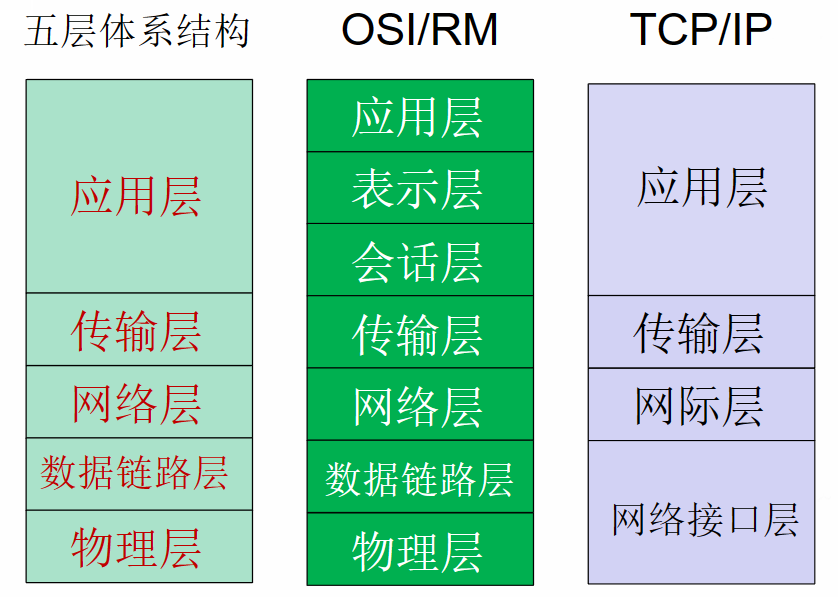 五层体系结构
应用层
传输层
网络层
数据链路层
物理层
OSI/RM
应用层
表示层
会话层
传输层
网络层
数据链路层
物理层
TCP/IP
应用层
传输层
网际层
网络接口层